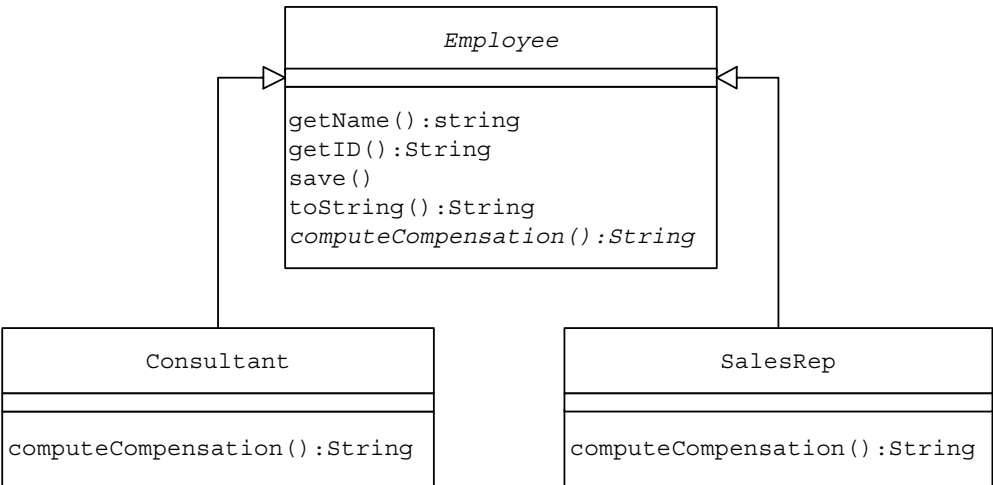 Employee
getName():string
getID():String
save()
toString():String
computeCompensation():String
Consultant
SalesRep
computeCompensation():String
computeCompensation():String